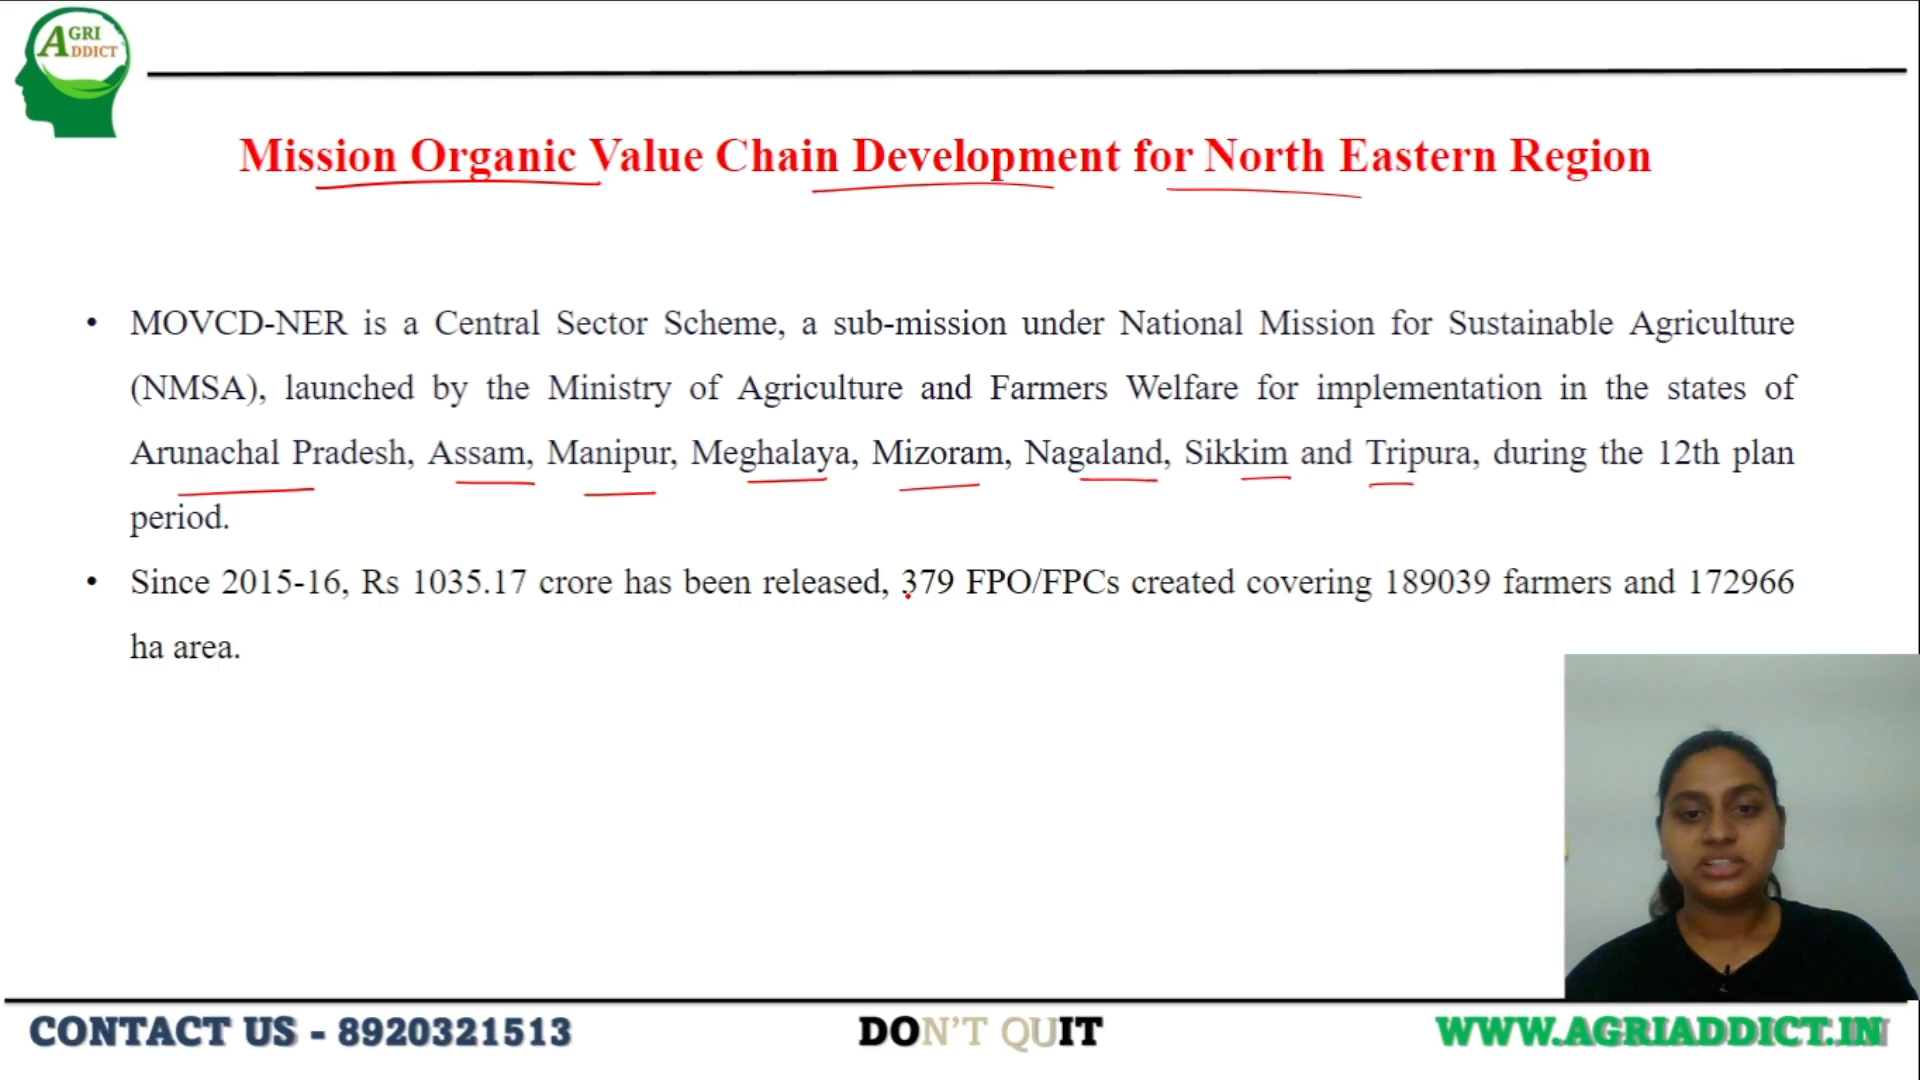 AGRI
ADDICT
Mission Organic Value Chain Development for North Eastern Region
• MOVCD-NER is a Central Sector Scheme, a sub-mission under National Mission for Sustainable Agriculture
(NMSA), launched by the Ministry of Agriculture and Farmers Welfare for implementation in the states of
Arunachal Pradesh, Assam, Manipur, Meghalaya, Mizoram, Nagaland, Sikkim and Tripura, during the 12th plan
period.
• Since 2015-16, Rs 1035.17 crore has been released, 379 FPO/FPCs created covering 189039 farmers and 172966
ha area.
CONTACT US - 8920321513
DON'T QUIT
WWW.AGRIADDICT.IN